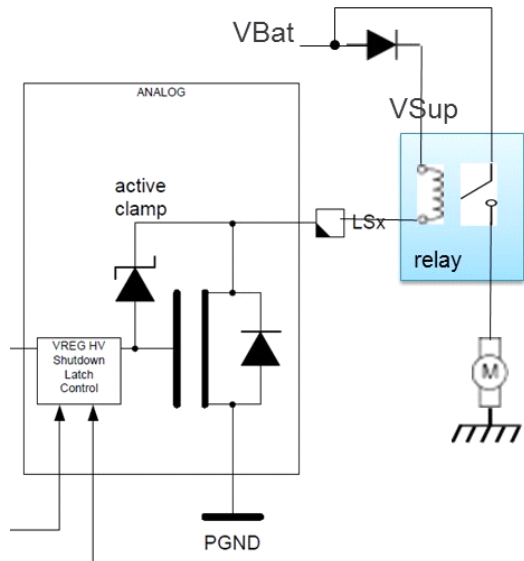 VBat
ANALOG
VSup
active
clamp
LSx
relay
VREG HV
Shutdown
Latch
Control
M
PGND